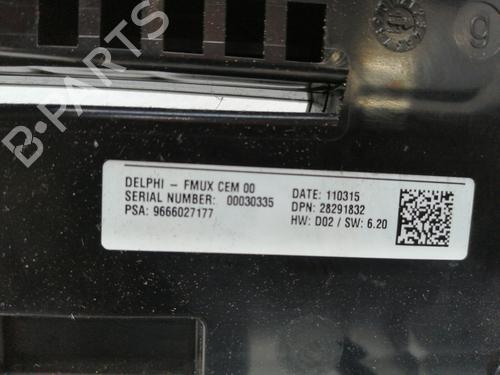 B-PARTS
9
DELPHI – FMUX CEM 00
SERIAL NUMBER: 00030335
PSA: 9666027177
DATE: 110315
DPN: 28291832
HW: D02 / SW: 6.20